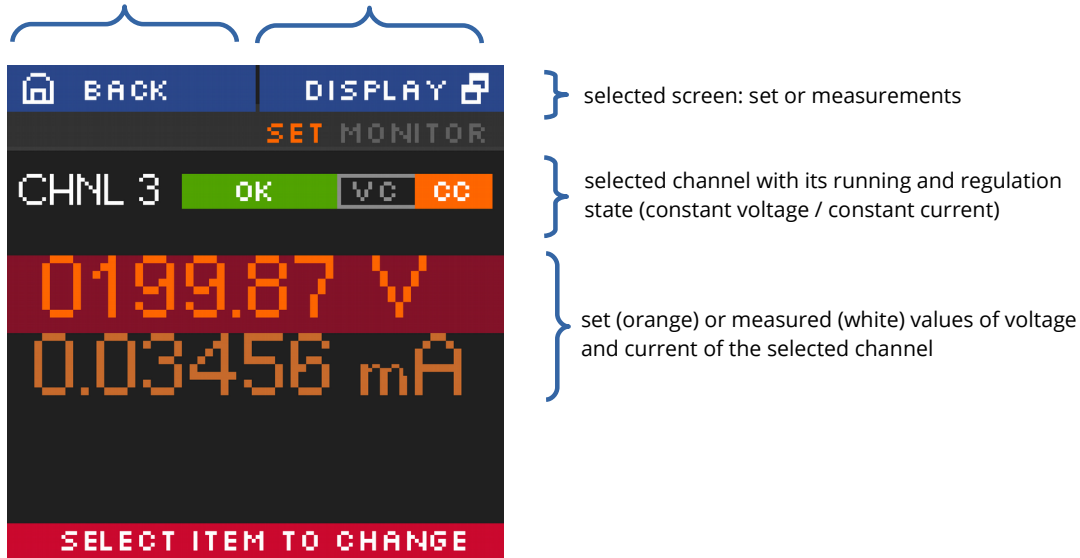 BACK DISPLAY
SET MONITOR
CHNL 3 OK VC CC
0199.87 V
0.03456 mA
SELECT ITEM TO CHANGE
selected screen: set or measurements
selected channel with its running and regulation
state (constant voltage / constant current)
set (orange) or measured (white) values of voltage
and current of the selected channel